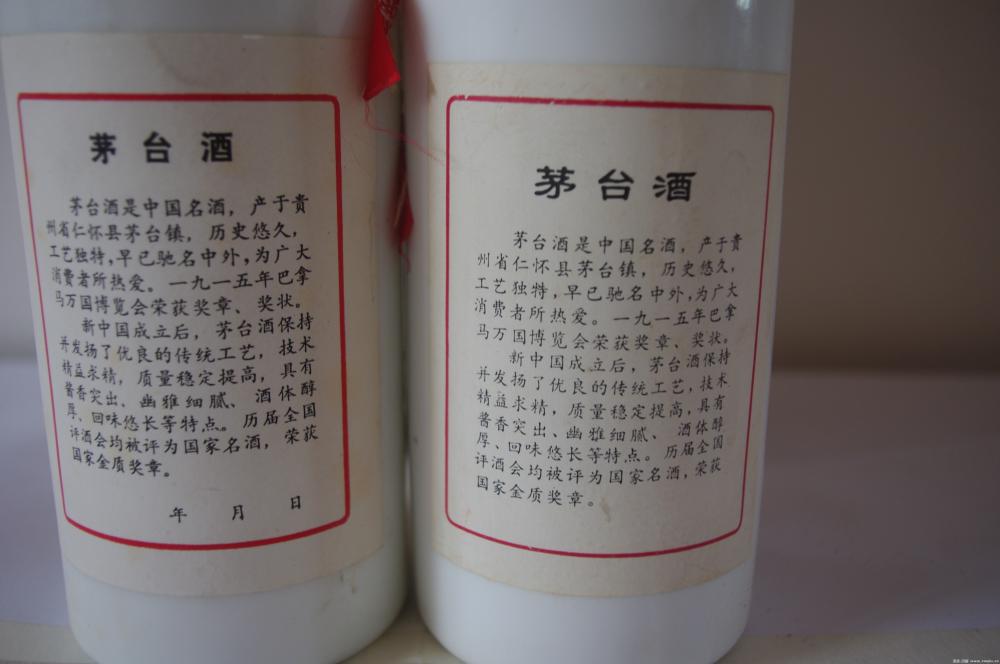 茅台酒
茅台酒是中国名酒，产于贵
州省仁怀县茅台镇，历史悠久，
工艺独特，早已驰名中外，为广大
消费者所热爱。一九一五年巴拿
马万国博览会荣获奖章、奖状。
新中国成立后，茅台酒保持
并发扬了优良的传统工艺，技术
精益求精，质量稳定提高，具有
酱香突出、幽雅细腻、酒体醇
厚、回味悠长等特点。历届全国
评酒会均被评为国家名酒，荣获
国家金质奖章。
年 月 日
茅台酒
茅台酒是中国名酒，产于贵
州省仁怀县茅台镇，历史悠久，
工艺独特，早已驰名中外，为广大
消费者所热爱。一九一五年巴拿
马万国博览会荣获奖章、奖状。
新中国成立后，茅台酒保持
并发扬了优良的传统工艺，技术
精益求精，质量稳定提高，具有
酱香突出、幽雅细腻、酒体醇
厚、回味悠长等特点。历届全国
评酒会均被评为国家名酒，荣获
国家金质奖章。